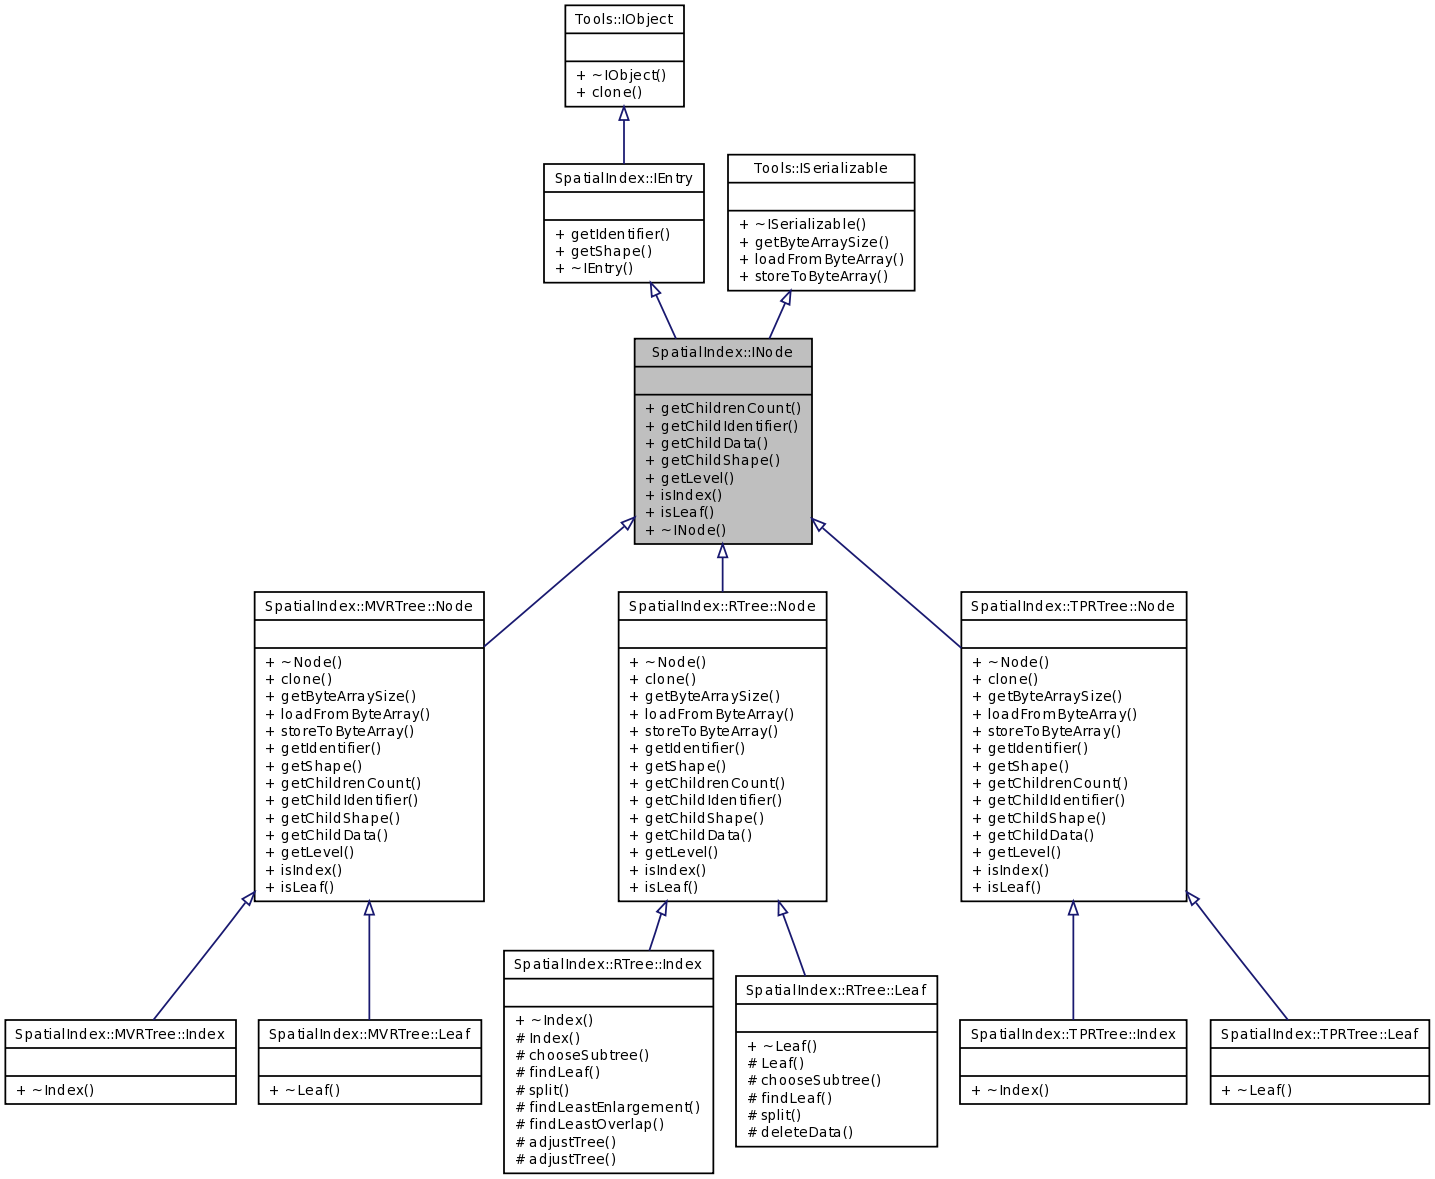 Tools::IObject
+ ~IObject()
+ clone()
SpatialIndex::IEntry
+ getIdentifier()
+ getShape()
+ ~IEntry()
Tools::ISerializable
+ ~ISerializable()
+ getByteArraySize()
+ loadFromByteArray()
+ storeToByteArray()
SpatialIndex::INode
+ getChildrenCount()
+ getChildIdentifier()
+ getChildData()
+ getChildShape()
+ getLevel()
+ isIndex()
+ isLeaf()
+ ~INode()
SpatialIndex::MVRTree::Node
+ ~Node()
+ clone()
+ getByteArraySize()
+ loadFromByteArray()
+ storeToByteArray()
+ getIdentifier()
+ getShape()
+ getChildrenCount()
+ getChildIdentifier()
+ getChildShape()
+ getChildData()
+ getLevel()
+ isIndex()
+ isLeaf()
SpatialIndex::RTree::Node
+ ~Node()
+ clone()
+ getByteArraySize()
+ loadFromByteArray()
+ storeToByteArray()
+ getIdentifier()
+ getShape()
+ getChildrenCount()
+ getChildIdentifier()
+ getChildShape()
+ getChildData()
+ getLevel()
+ isIndex()
+ isLeaf()
SpatialIndex::TPRTree::Node
+ ~Node()
+ clone()
+ getByteArraySize()
+ loadFromByteArray()
+ storeToByteArray()
+ getIdentifier()
+ getShape()
+ getChildrenCount()
+ getChildIdentifier()
+ getChildShape()
+ getChildData()
+ getLevel()
+ isIndex()
+ isLeaf()
SpatialIndex::MVRTree::Index
+ ~Index()
SpatialIndex::MVRTree::Leaf
+ ~Leaf()
SpatialIndex::RTree::Index
+ ~Index()
# Index()
# chooseSubtree()
# findLeaf()
# split()
# findLeastEnlargement()
# findLeastOverlap()
# adjustTree()
# adjustTree()
SpatialIndex::RTree::Leaf
+ ~Leaf()
# Leaf()
# chooseSubtree()
# findLeaf()
# split()
# deleteData()
SpatialIndex::TPRTree::Index
+ ~Index()
SpatialIndex::TPRTree::Leaf
+ ~Leaf()